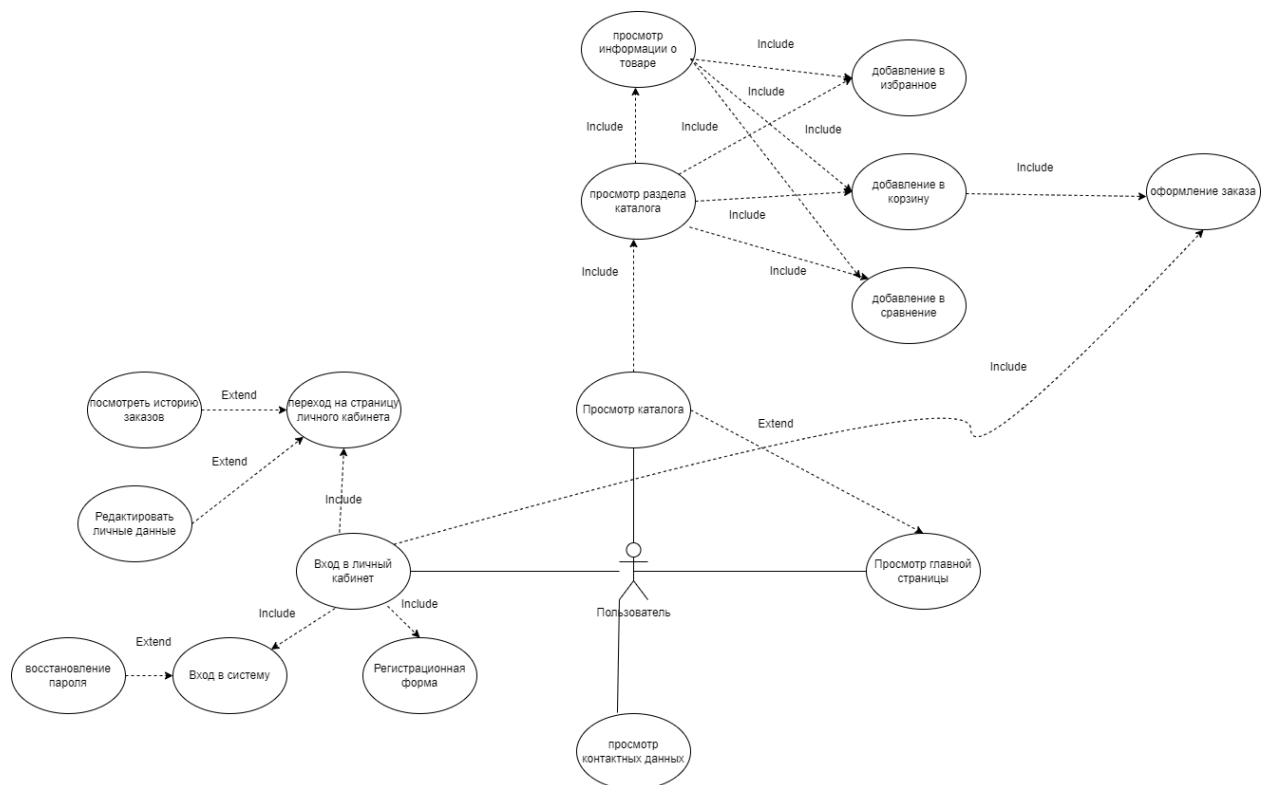 просмотр
информации о
товаре
Include
добавление в
избранное
Include
Include
Include
Include
просмотр раздела
каталога
добавление в
корзину
Include
оформление заказа
Include
Include
Include
добавление в
сравнение
посмотреть историю
заказов
Extend
переход на страницу
личного кабинета
Просмотр каталога
Include
Extend
Extend
Редактировать
личные данные
Include
Вход в личный
кабинет
Просмотр главной
страницы
Пользователь
Include
Include
восстановление
пароля
Extend
Вход в систему
Регистрационная
форма
просмотр
контактных данных